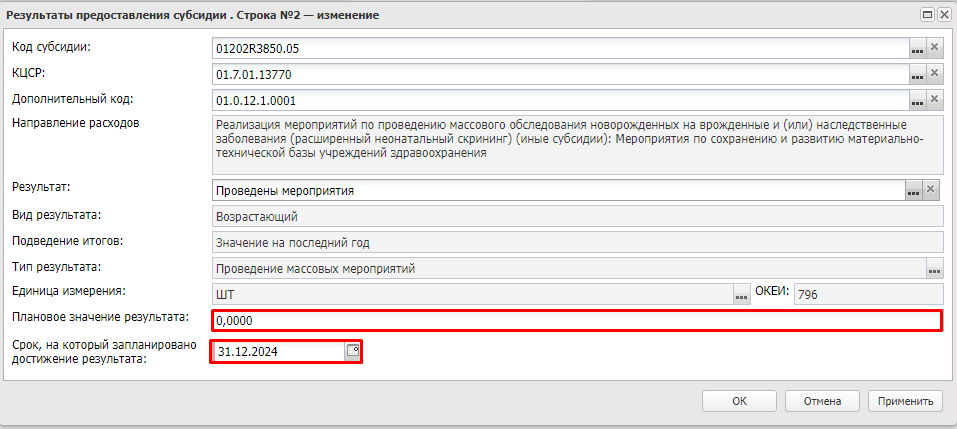 Результаты предоставления субсидии . Строка №2 — изменение
Код субсидии: 01202R3850.05
КЦСР: 01.7.01.13770
Дополнительный код: 01.0.12.1.0001
Направление расходов
Реализация мероприятий по проведению массового обследования новорожденных на врожденные и (или) наследственные
заболевания (расширенный неонатальный скрининг) (иные субсидии): Мероприятия по сохранению и развитию материально-
технической базы учреждений здравоохранения
Результат: Проведены мероприятия
Вид результата: Возрастающий
Подведение итогов: Значение на последний год
Тип результата: Проведение массовых мероприятий
Единица измерения: ШТ ОКЕИ: 796
Плановое значение результата: 0,0000
Срок, на который запланировано
достижение результата: 31.12.2024
ОК Отмена Применить